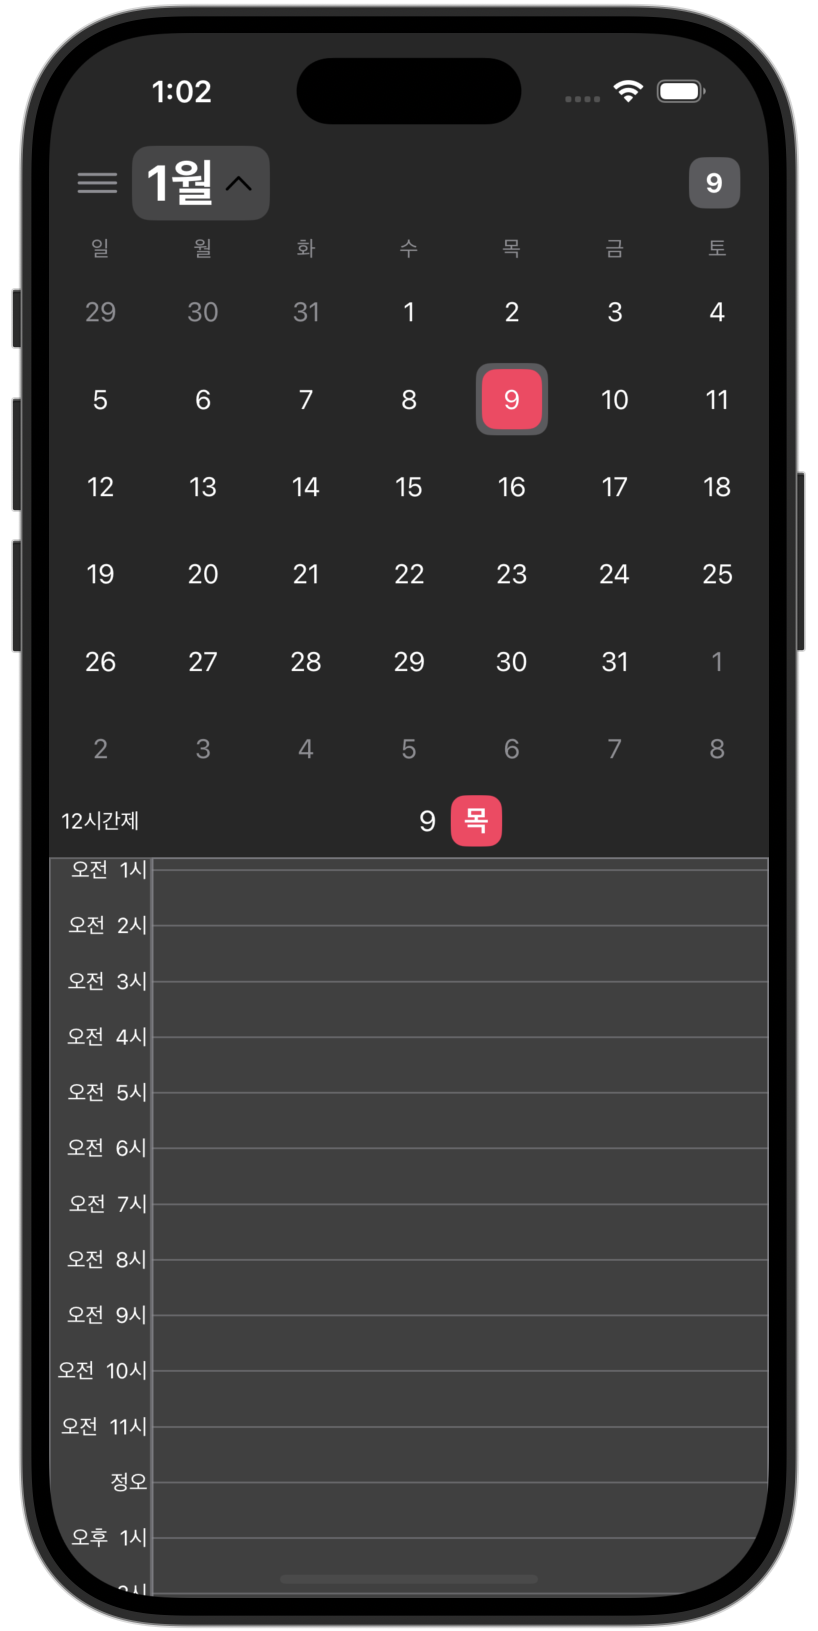 1:02
1월 9
일 월 화 수 목 금 토
29 30 31 1 2 3 4
5 6 7 8 9 10 11
12 13 14 15 16 17 18
19 20 21 22 23 24 25
26 27 28 29 30 31 1
2 3 4 5 6 7 8
12시간제 9 목
오전 1시
오전 2시
오전 3시
오전 4시
오전 5시
오전 6시
오전 7시
오전 8시
오전 9시
오전 10시
오전 11시
정오
오후 1시